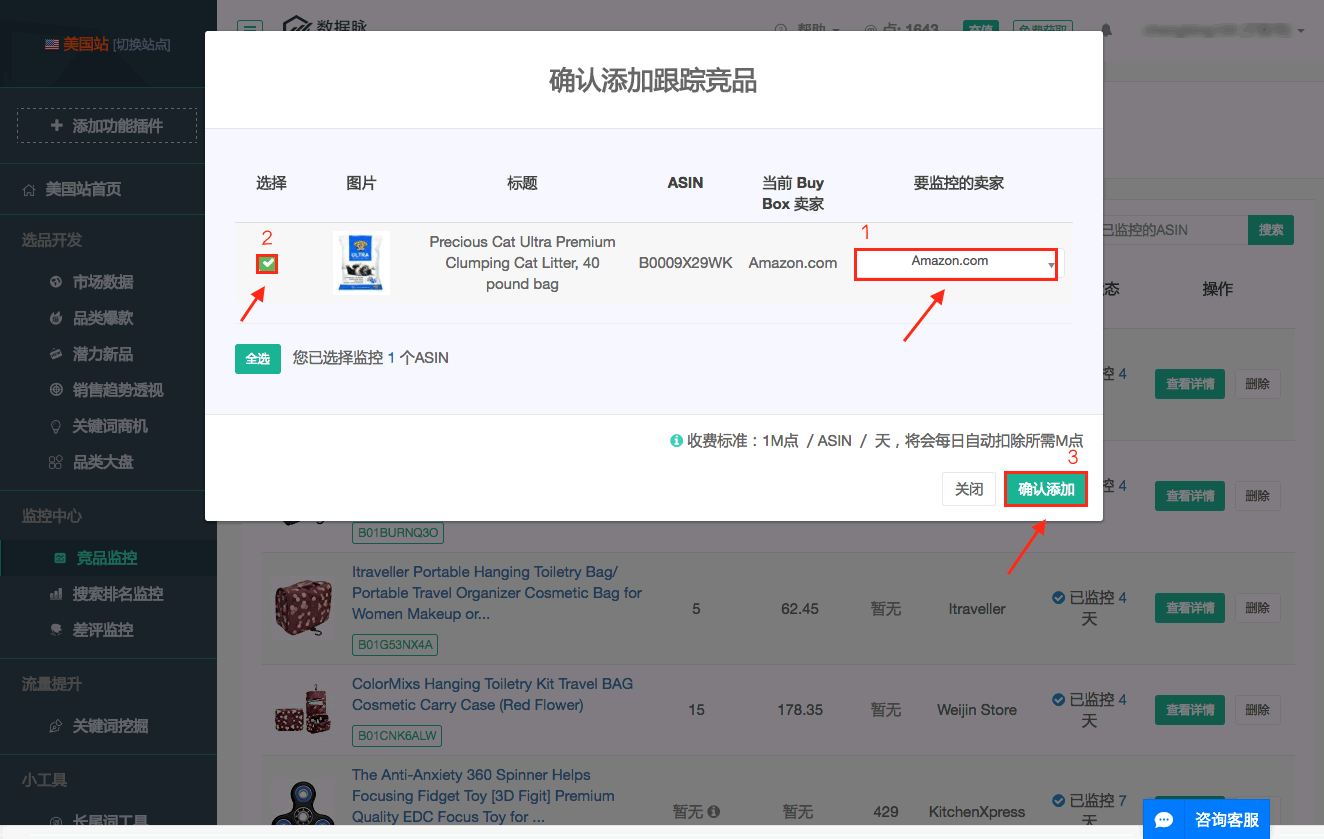 美国站 [切换站点]
数据脉
帮助
点: 1643
充值
免费获取
添加功能插件
美国站首页
选品开发
市场数据
品类爆款
潜力新品
销售趋势透视
关键词商机
品类大盘
监控中心
竞品监控
搜索排名监控
差评监控
流量提升
关键词挖掘
小工具
长尾词工具
确认添加跟踪竞品
选择
图片
标题
ASIN
当前 Buy
Box 卖家
要监控的卖家
2
1
ULTRA
Precious Cat Ultra Premium
Clumping Cat Litter, 40
pound bag
B0009X29WK
Amazon.com
Amazon.com
全选
您已选择监控 1 个ASIN
收费标准：1M点 / ASIN / 天，将会每日自动扣除所需M点
3
关闭
确认添加
已监控的ASIN
搜索
态
操作
控 4
查看详情
删除
控 4
查看详情
删除
B01BURNQ3O
Itraveller Portable Hanging Toiletry Bag/
Portable Travel Organizer Cosmetic Bag for
Women Makeup or...
B01G53NX4A
5
62.45
暂无
Itraveller
已监控 4
天
查看详情
删除
ColorMixs Hanging Toiletry Kit Travel BAG
Cosmetic Carry Case (Red Flower)
B01CNK6ALW
15
178.35
暂无
Weijin Store
已监控 4
天
查看详情
删除
The Anti-Anxiety 360 Spinner Helps
Focusing Fidget Toy [3D Figit] Premium
Quality EDC Focus Toy for ...
暂无
暂无
429
KitchenXpress
已监控 7
天
咨询客服